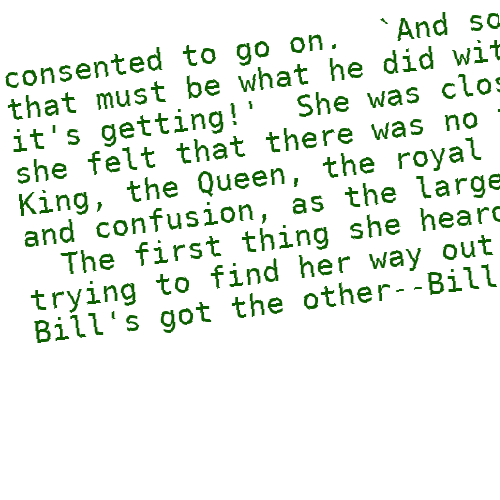 consented to go on.  `And so
that must be what he did wit
it's getting!'  She was clos
she felt that there was no
King, the Queen, the royal
and confusion, as the large
The first thing she heard
trying to find her way out
Bill's got the other--Bill